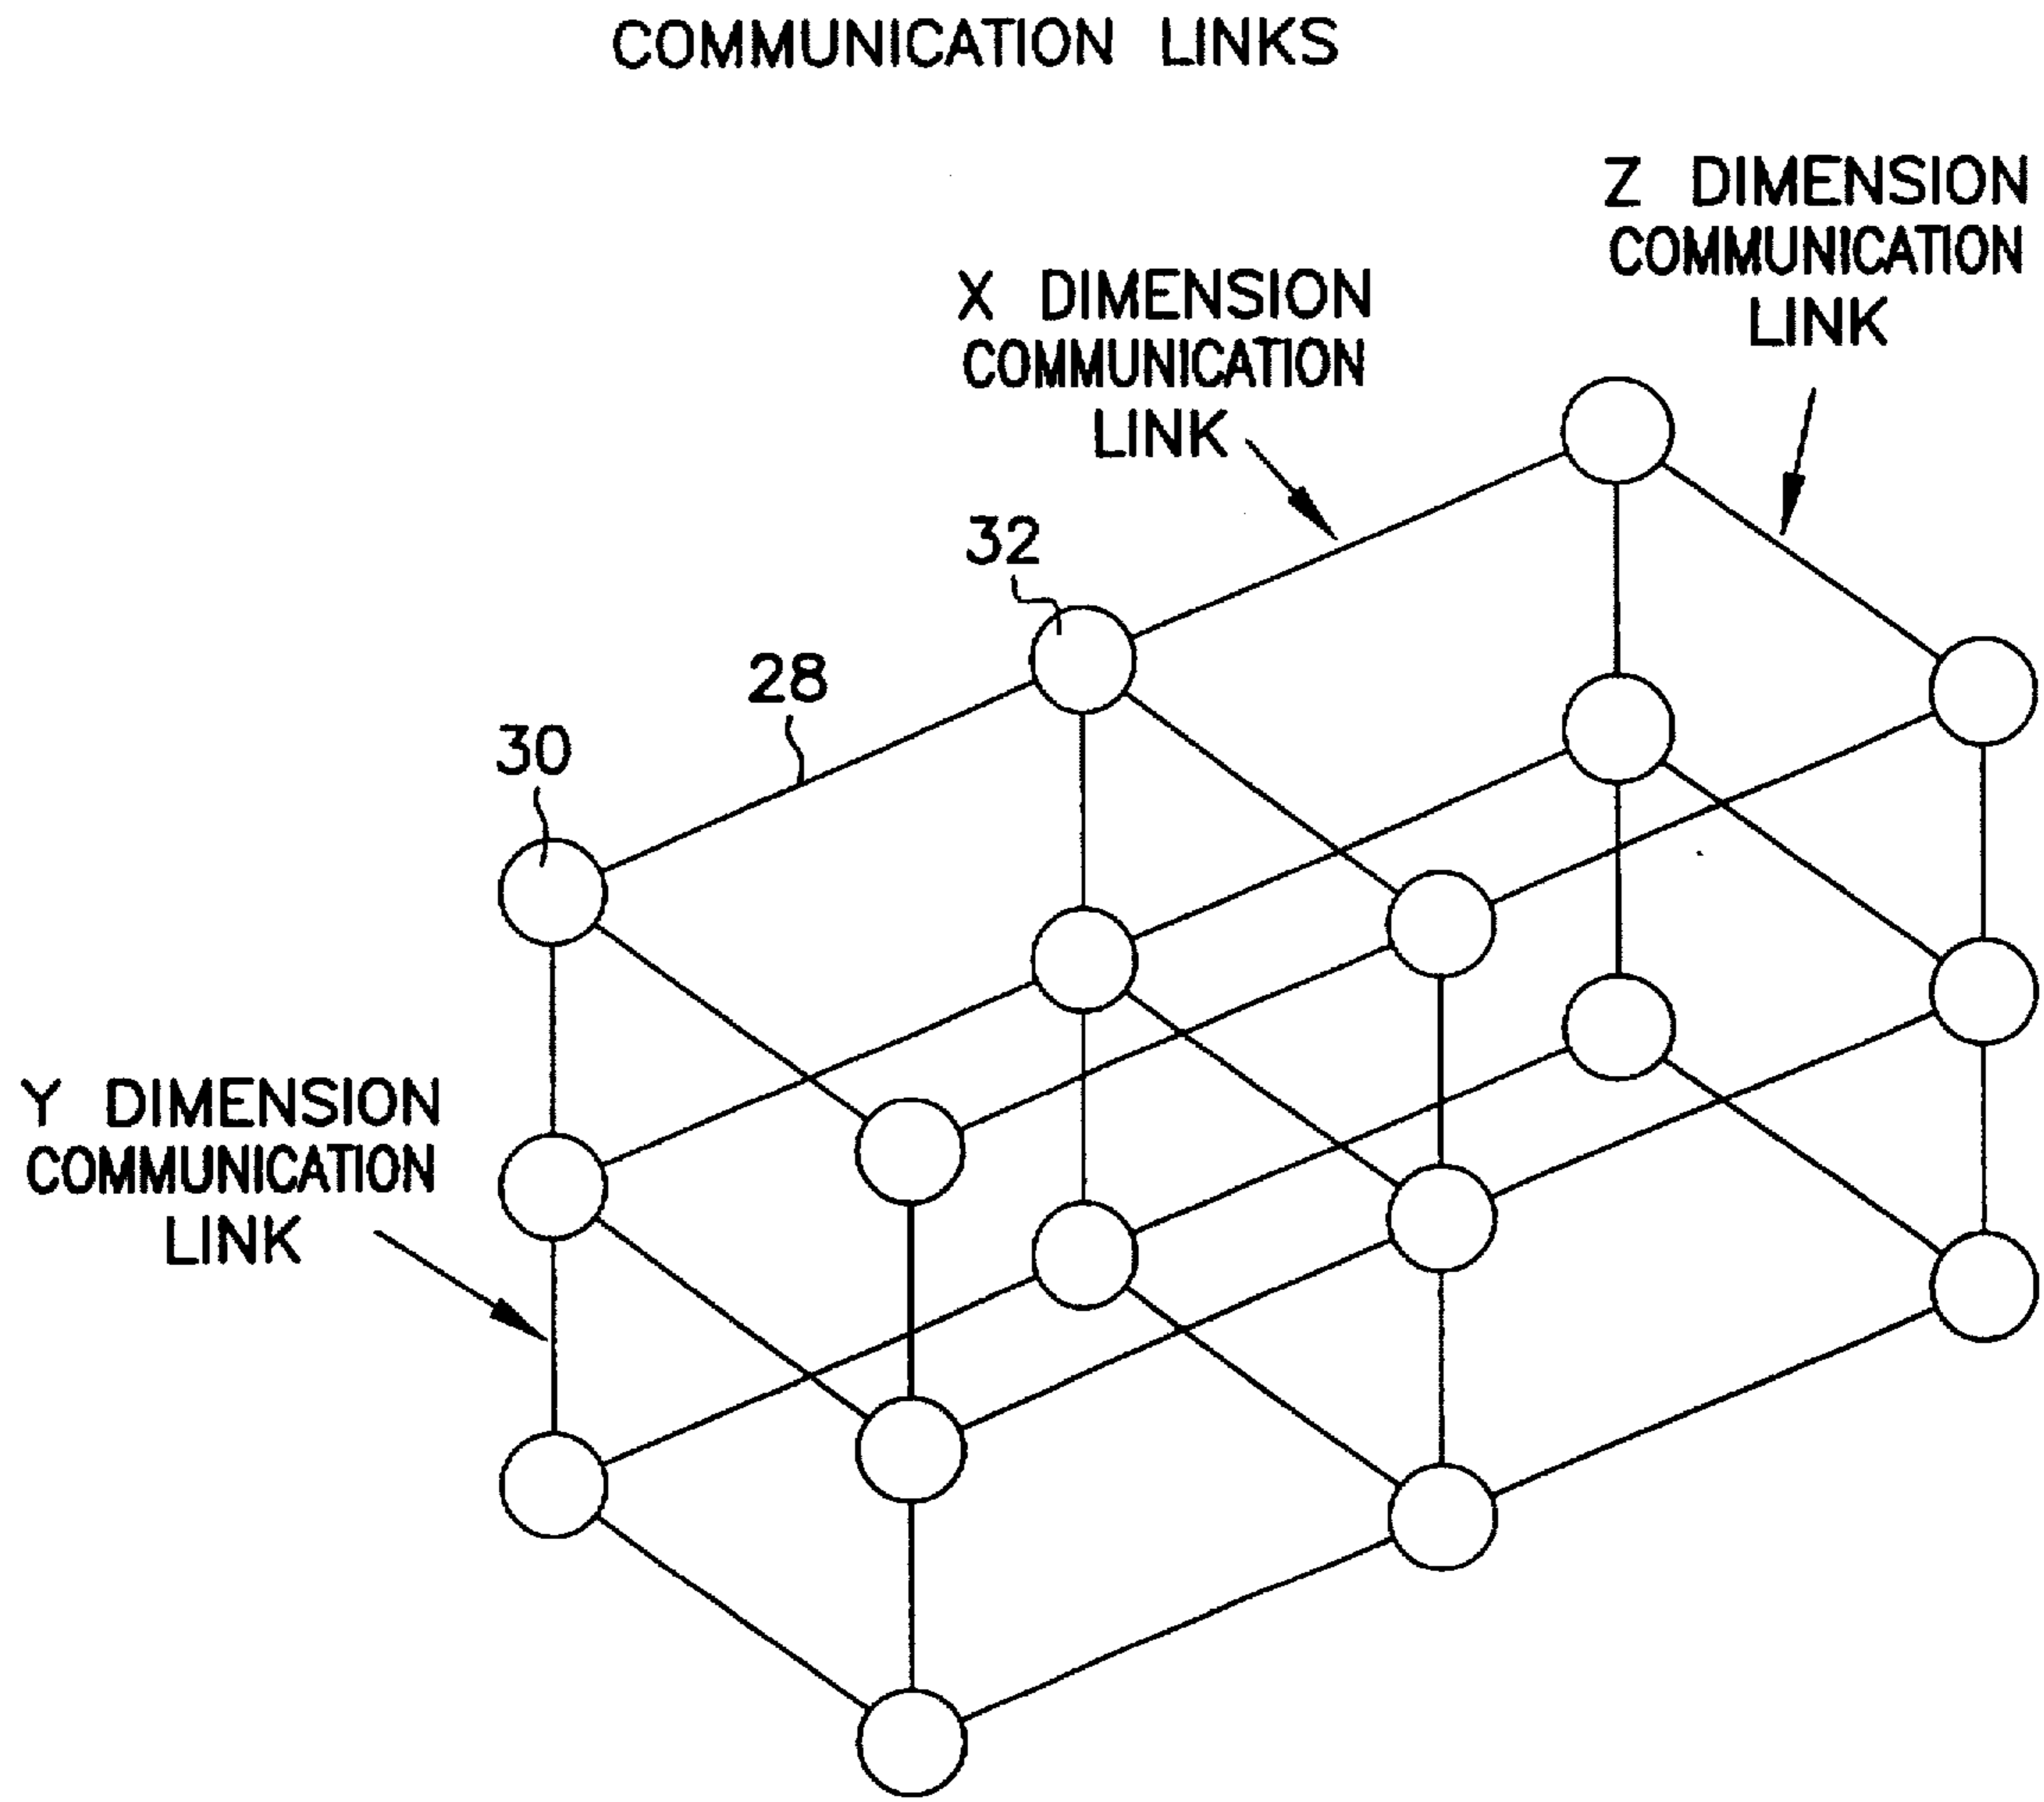 COMMUNICATION LINKS
Z DIMENSION
COMMUNICATION
LINK
X DIMENSION
COMMUNICATION
LINK
32
28
30
Y DIMENSION
COMMUNICATION
LINK